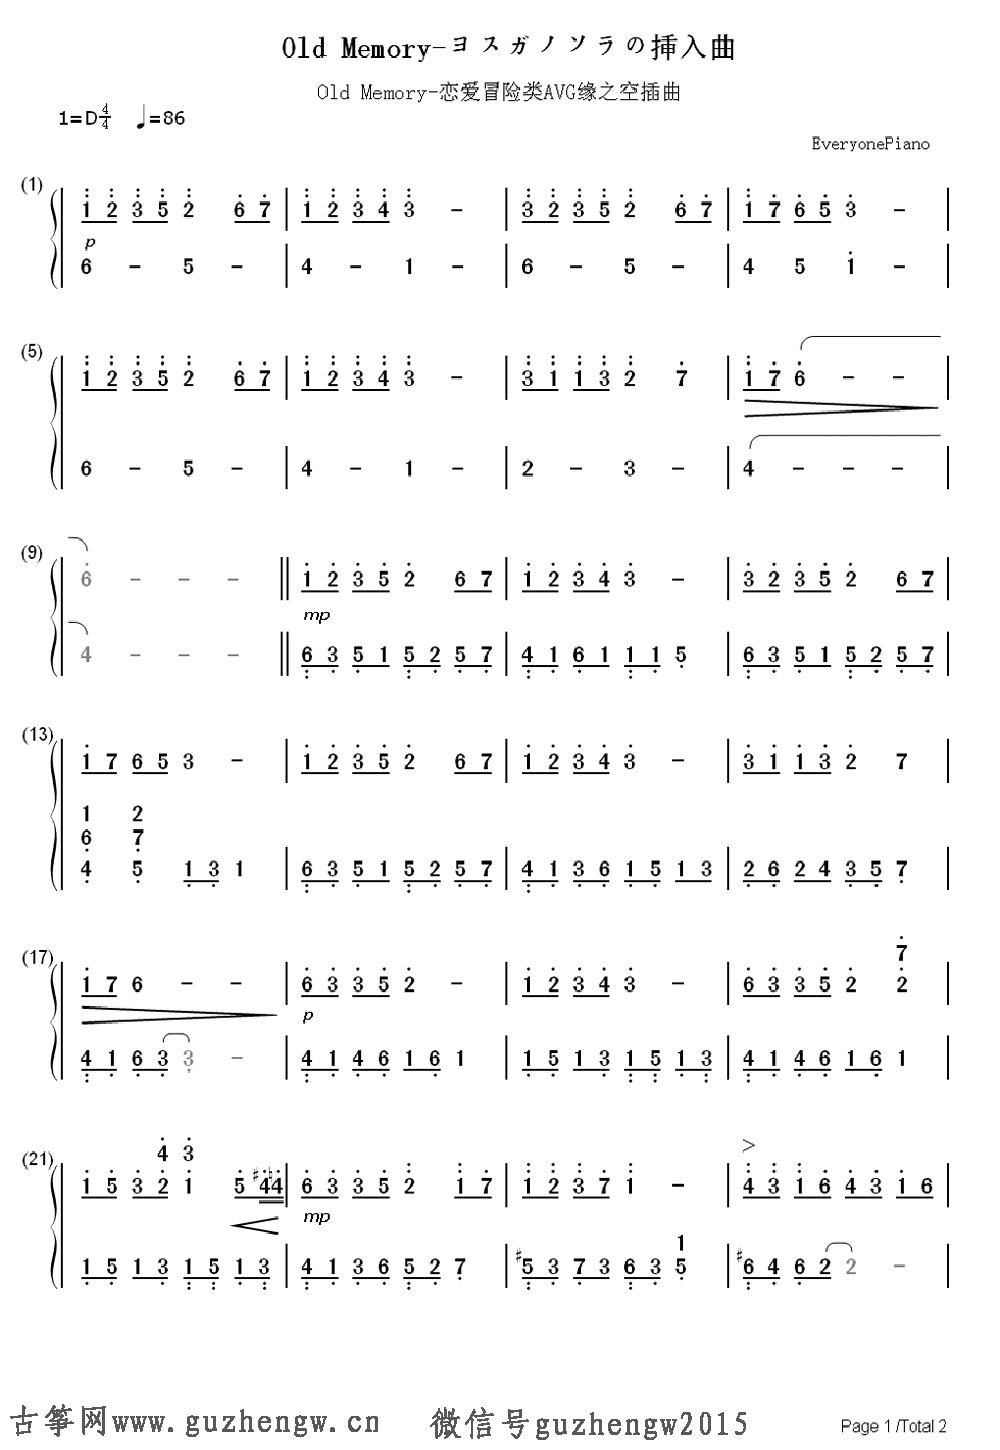 Old Memory-ヨスガノソラの挿入曲
Old Memory-恋爱冒险类AVG缘之空插曲
1=D 4/4 ♩=86
EveryonePiano
(1)
1 2 3 5 2 6 7 | 1 2 3 4 3 - | 3 2 3 5 2 6 7 | 1 7 6 5 3 -
p
6 - 5 - | 4 - 1 - | 6 - 5 - | 4 5 1 -
(5)
1 2 3 5 2 6 7 | 1 2 3 4 3 - | 3 1 1 3 2 7 | 1 7 6 - -
6 - 5 - | 4 - 1 - | 2 - 3 - | 4 - - -
(9)
6 - - - || 1 2 3 5 2 6 7 | 1 2 3 4 3 - | 3 2 3 5 2 6 7
mp
4 - - - || 6 3 5 1 5 2 5 7 | 4 1 6 1 1 1 5 | 6 3 5 1 5 2 5 7
(13)
1 7 6 5 3 - | 1 2 3 5 2 6 7 | 1 2 3 4 3 - | 3 1 1 3 2 7
1 2
6 7
4 5 1 3 1 | 6 3 5 1 5 2 5 7 | 4 1 3 6 1 5 1 3 | 2 6 2 4 3 5 7
(17)
7
1 7 6 - - | 6 3 3 5 2 - | 1 2 3 4 3 - | 6 3 3 5 2 2
p
4 1 6 3 3 - | 4 1 4 6 1 6 1 | 1 5 1 3 1 5 1 3 | 4 1 4 6 1 6 1
(21)
4 3
>
1 5 3 2 1 5 #4 ♮4 | 6 3 3 5 2 1 7 | 1 2 3 7 1 - | 4 3 1 6 4 3 1 6
mp
1
1 5 1 3 1 5 1 3 | 4 1 3 6 5 2 7 | #5 3 7 3 6 3 5 | #6 4 6 2 2 -
古筝网www.guzhengw.cn 微信号guzhengw2015
Page 1 /Total 2